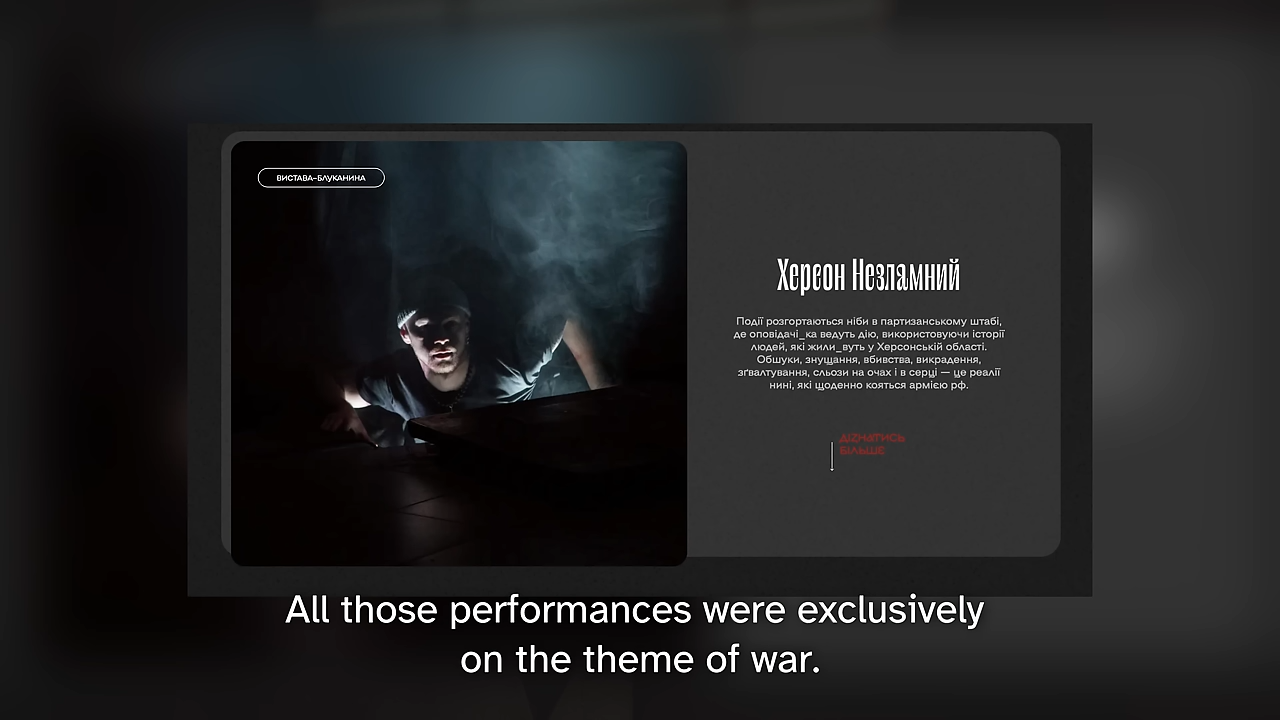 ВИСТАВА-БЛУКАНИНА
Херсон Незламний
Події розгортаються ніби в партизанському штабі,
де оповідачі_ка ведуть дію, використовуючи історії
людей, які жили_вуть у Херсонській області.
Обшуки, знущання, вбивства, викрадення,
зґвалтування, сльози на очах і в серці — це реалії
нині, які щоденно кояться армією рф.
ДІZНАТИСЬ
БІЛЬШЕ
All those performances were exclusively
on the theme of war.